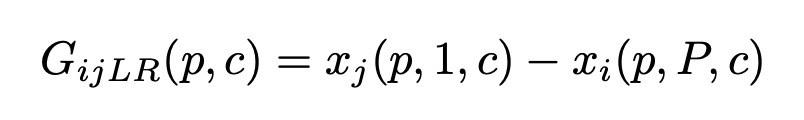 G_{ijLR}(p, c) = x_j(p, 1, c) − x_i(p, P, c)